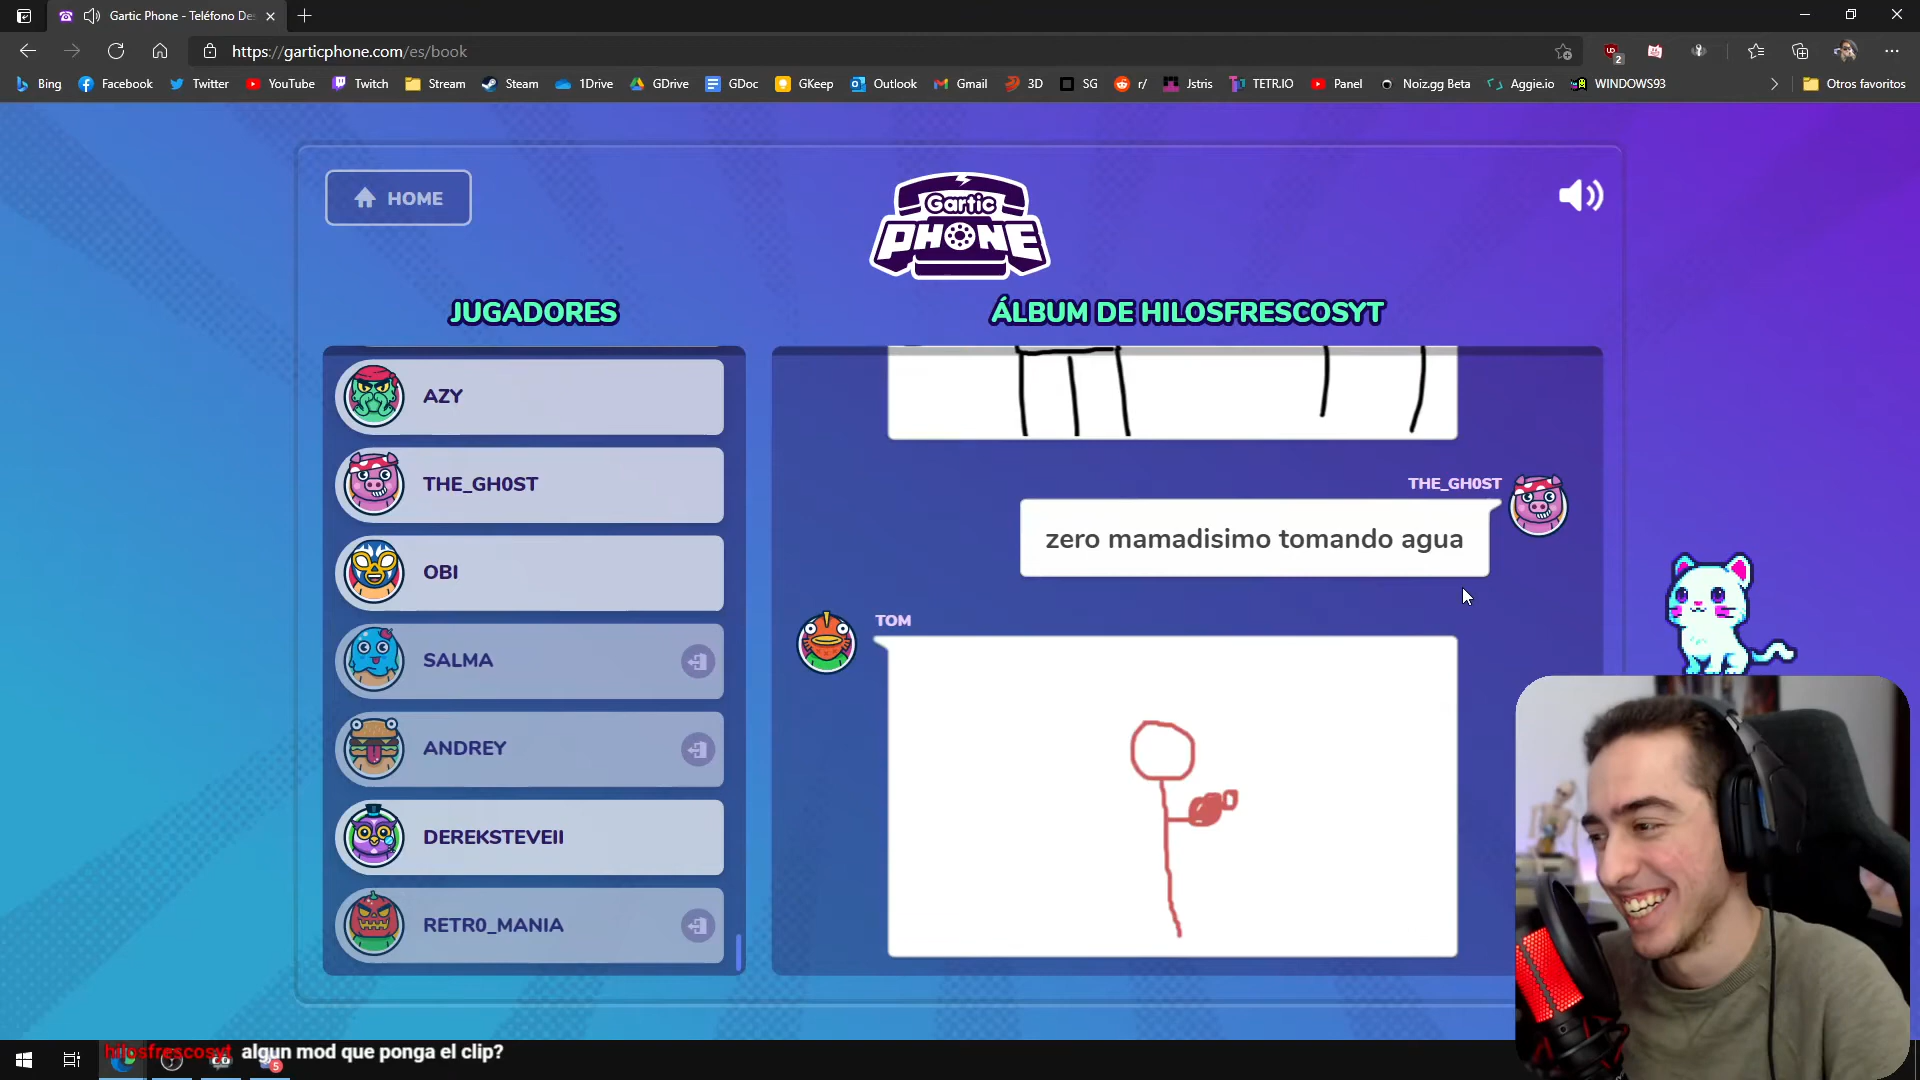 Gartic Phone - Teléfono Des
https://garticphone.com/es/book
Bing
Facebook
Twitter
YouTube
Twitch
Stream
Steam
1Drive
GDrive
GDoc
GKeep
Outlook
Gmail
3D
SG
r/
Jstris
TETR.IO
Panel
Noiz.gg Beta
Aggie.io
WINDOWS93
Otros favoritos
HOME
Gartic
PHONE
JUGADORES
ÁLBUM DE HILOSFRESCOSYT
AZY
THE_GH0ST
OBI
SALMA
ANDREY
DEREKSTEVEII
RETR0_MANIA
THE_GH0ST
zero mamadisimo tomando agua
TOM
hilosfrescosyt algun mod que ponga el clip?
2
5